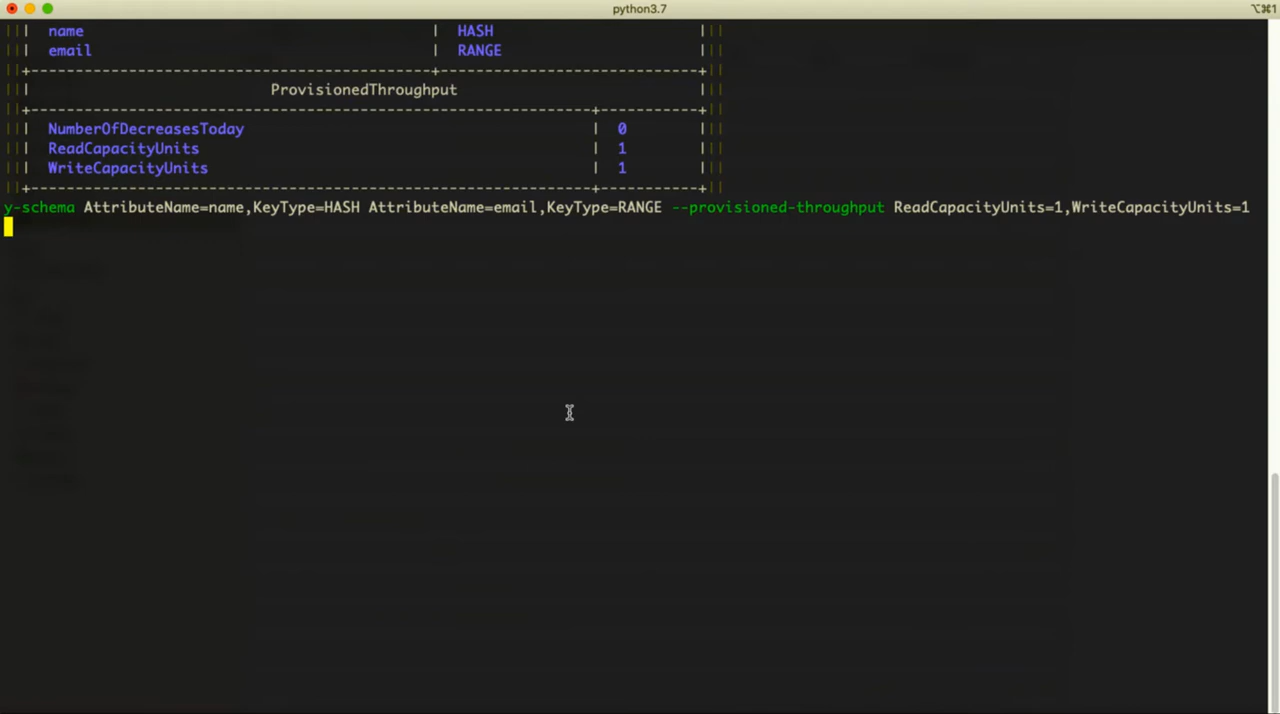 python3.7
⌥⌘1
||| name | HASH |||
||| email | RANGE |||
||+-----------------------------------------+------------------------------+||
||| ProvisionedThroughput |||
||+-----------------------------------------------------------+------------+||
||| NumberOfDecreasesToday | 0 |||
||| ReadCapacityUnits | 1 |||
||| WriteCapacityUnits | 1 |||
||+-----------------------------------------------------------+------------+||
y-schema AttributeName=name,KeyType=HASH AttributeName=email,KeyType=RANGE --provisioned-throughput ReadCapacityUnits=1,WriteCapacityUnits=1